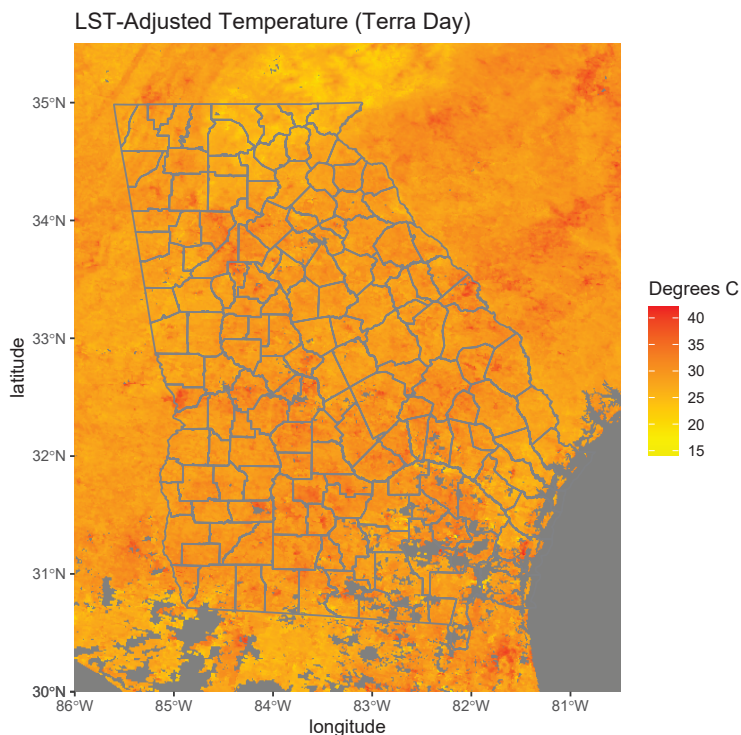 LST-Adjusted Temperature (Terra Day)
35°N
34°N
33°N
32°N
31°N
30°N
latitude
86°W
85°W
84°W
83°W
82°W
81°W
longitude
Degrees C
40
35
30
25
20
15